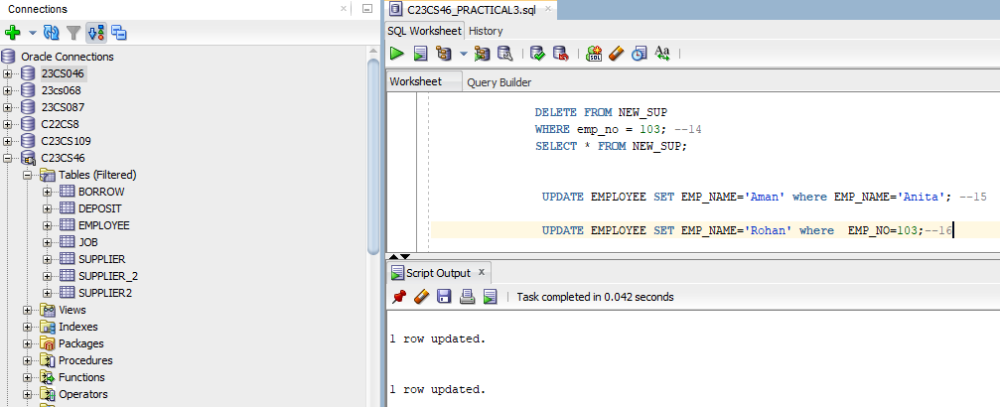 Connections
Oracle Connections
23CS046
23cs068
23CS087
C22CS8
C23CS109
C23CS46
Tables (Filtered)
BORROW
DEPOSIT
EMPLOYEE
JOB
SUPPLIER
SUPPLIER_2
SUPPLIER2
Views
Indexes
Packages
Procedures
Functions
Operators
C23CS46_PRACTICAL3.sql
SQL Worksheet History
SQL
Aa
Worksheet Query Builder
DELETE FROM NEW_SUP
WHERE emp_no = 103; --14
SELECT * FROM NEW_SUP;
UPDATE EMPLOYEE SET EMP_NAME='Aman' where EMP_NAME='Anita'; --15
UPDATE EMPLOYEE SET EMP_NAME='Rohan' where  EMP_NO=103;--16
Script Output x
Task completed in 0.042 seconds
1 row updated.
1 row updated.